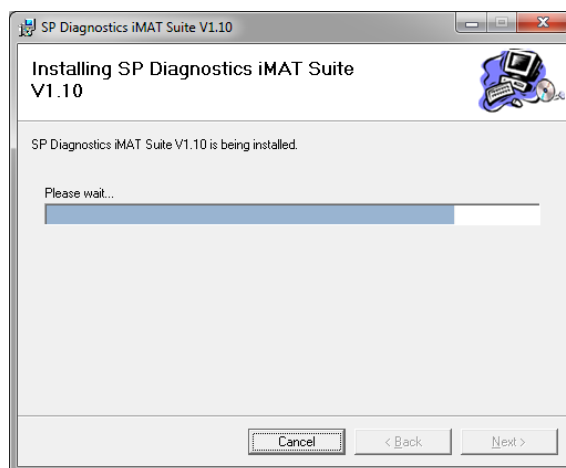 SP Diagnostics iMAT Suite V1.10
Installing SP Diagnostics iMAT Suite
V1.10
SP Diagnostics iMAT Suite V1.10 is being installed.
Please wait...
Cancel
< Back
Next >